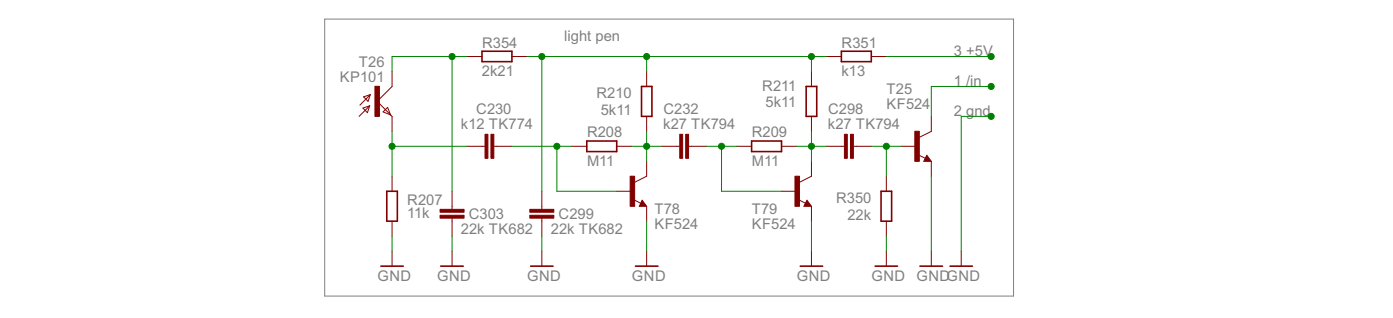 light pen
R354
2k21
R351
k13
3 +5V
T26
KP101
R210
5k11
R211
5k11
T25
KF524
1 /in
2 gnd
C230
k12 TK774
R208
M11
C232
k27 TK794
R209
M11
C298
k27 TK794
R207
11k
C303
22k TK682
C299
22k TK682
T78
KF524
T79
KF524
R350
22k
GND
GND
GND
GND
GND
GND
GND
GND